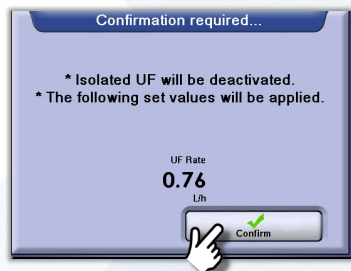 Confirmation required...
* Isolated UF will be deactivated.
* The following set values will be applied.
UF Rate
0.76
L/h
Confirm